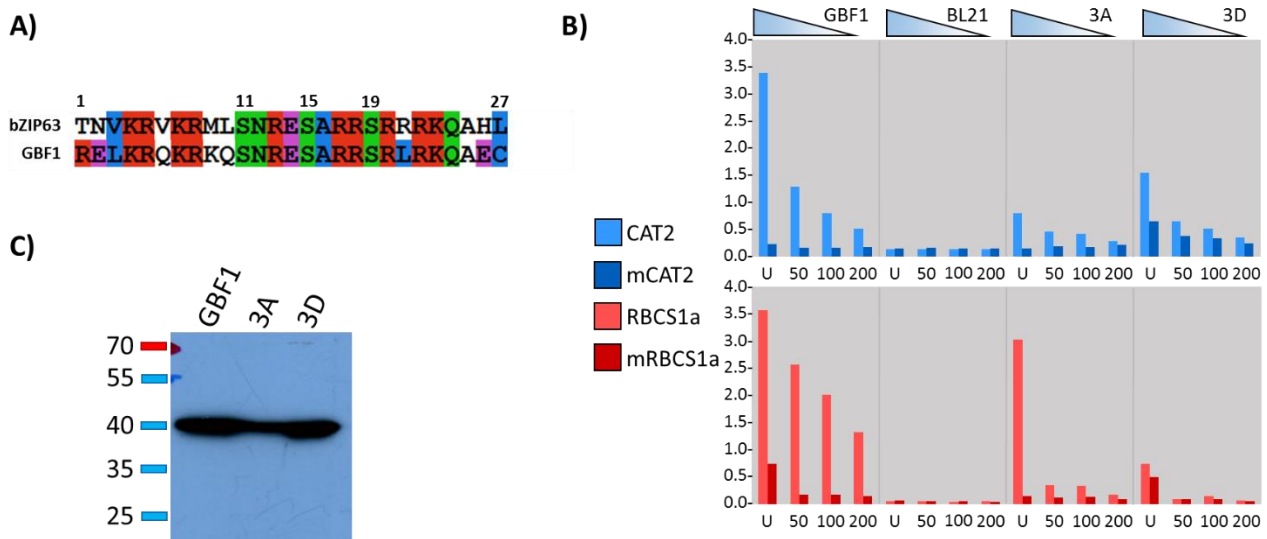 A)
1 11 15 19 27
bZIP63 TNVKRVKRMLSNRESARRSRRRKQAHL
GBF1 RELKRQKRKQSNRESARRSRLRKQAEC
B)
GBF1 BL21 3A 3D
4.0
3.5
3.0
2.5
2.0
1.5
1.0
0.5
0.0
U 50 100 200 U 50 100 200 U 50 100 200 U 50 100 200
CAT2
mCAT2
RBCS1a
mRBCS1a
4.0
3.5
3.0
2.5
2.0
1.5
1.0
0.5
0.0
U 50 100 200 U 50 100 200 U 50 100 200 U 50 100 200
C)
GBF1 3A 3D
70
55
40
35
25